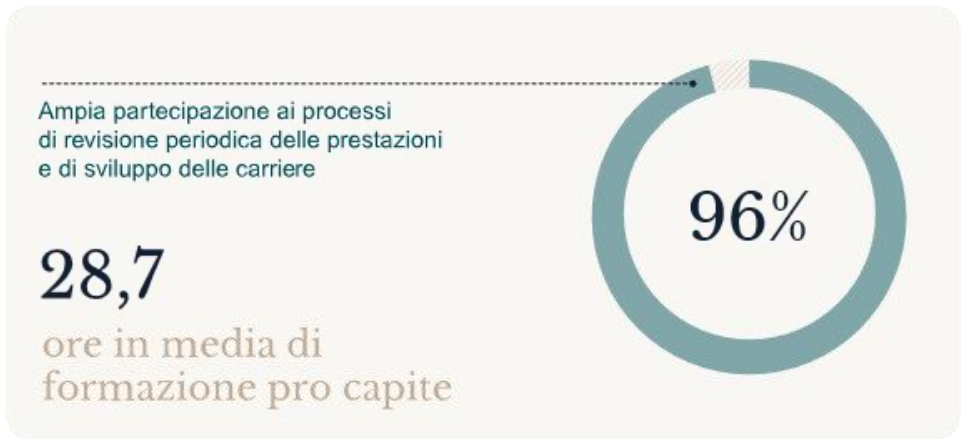 Ampia partecipazione ai processi
di revisione periodica delle prestazioni
e di sviluppo delle carriere
96%
28,7
ore in media di
formazione pro capite